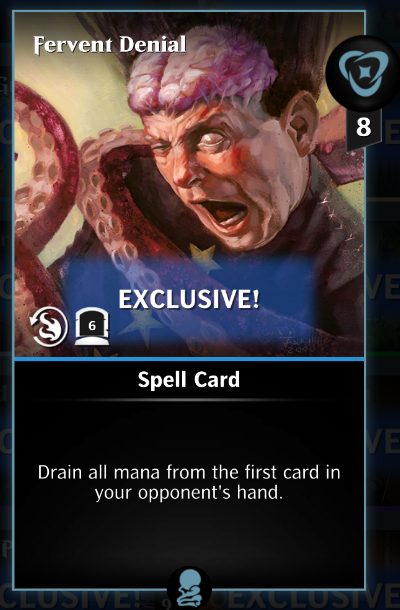 Fervent Denial
8
EXCLUSIVE!
6
Spell Card
Drain all mana from the first card in
your opponent's hand.